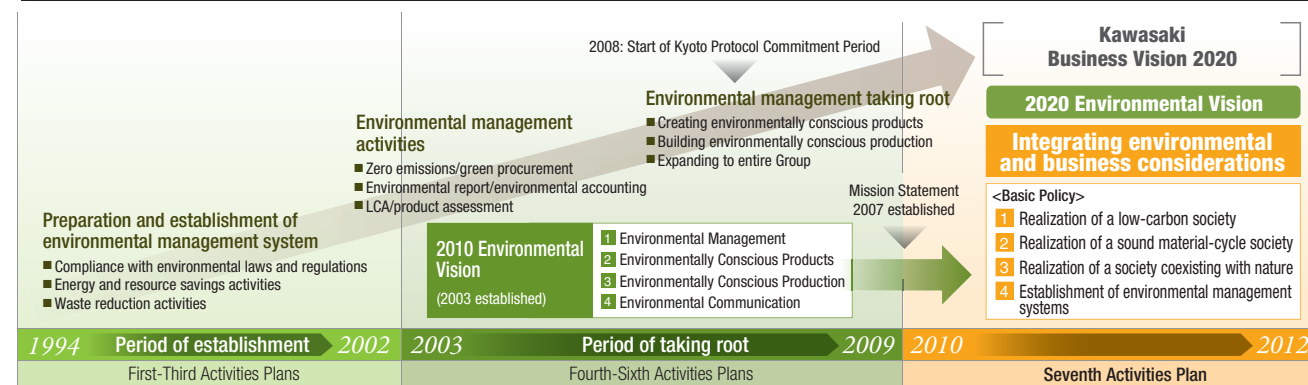 2008: Start of Kyoto Protocol Commitment Period
Kawasaki
Business Vision 2020
2020 Environmental Vision
Integrating environmental
and business considerations
<Basic Policy>
1 Realization of a low-carbon society
2 Realization of a sound material-cycle society
3 Realization of a society coexisting with nature
4 Establishment of environmental management
systems
Environmental management taking root
■ Creating environmentally conscious products
■ Building environmentally conscious production
■ Expanding to entire Group
Environmental management
activities
■ Zero emissions/green procurement
■ Environmental report/environmental accounting
■ LCA/product assessment
Mission Statement
2007 established
Preparation and establishment of
environmental management system
■ Compliance with environmental laws and regulations
■ Energy and resource savings activities
■ Waste reduction activities
2010 Environmental
Vision
(2003 established)
1 Environmental Management
2 Environmentally Conscious Products
3 Environmentally Conscious Production
4 Environmental Communication
1994 Period of establishment 2002
2003 Period of taking root 2009
2010 2012
First-Third Activities Plans
Fourth-Sixth Activities Plans
Seventh Activities Plan